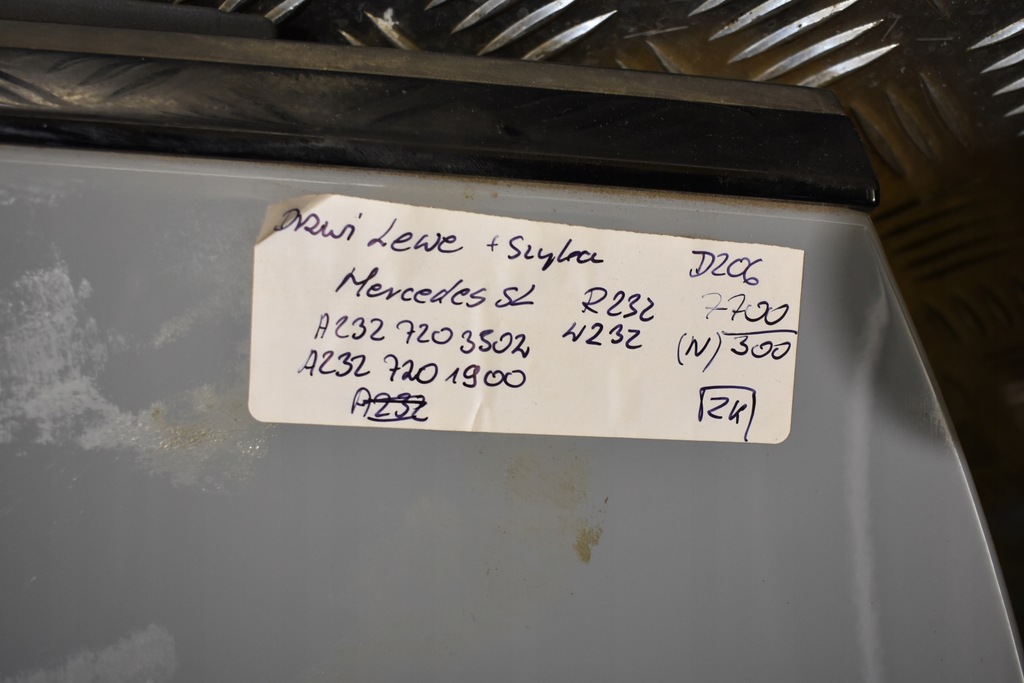 Drzwi Lewe + Szyba D206
Mercedes SL R232 7700
A232 720 3502 W232 (N) 300
A232 720 1900
A232 ZK